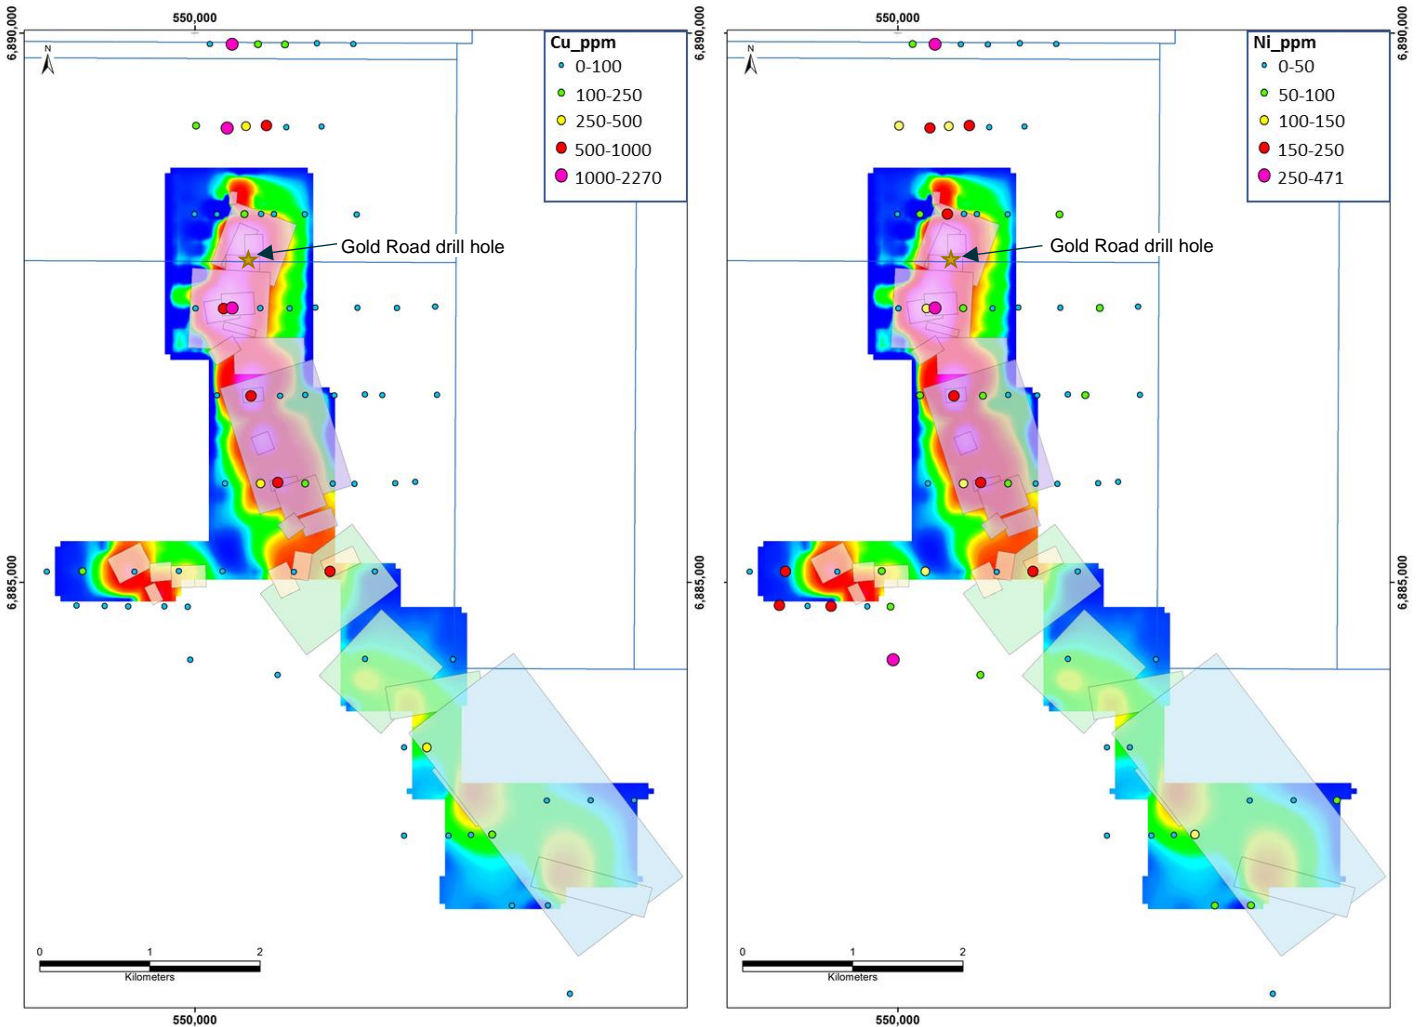 550,000
6,890,000
N
Cu_ppm
0-100
100-250
250-500
500-1000
1000-2270
Gold Road drill hole
6,885,000
0 1 2
Kilometers
550,000
550,000
6,890,000
N
Ni_ppm
0-50
50-100
100-150
150-250
250-471
Gold Road drill hole
6,885,000
0 1 2
Kilometers
550,000